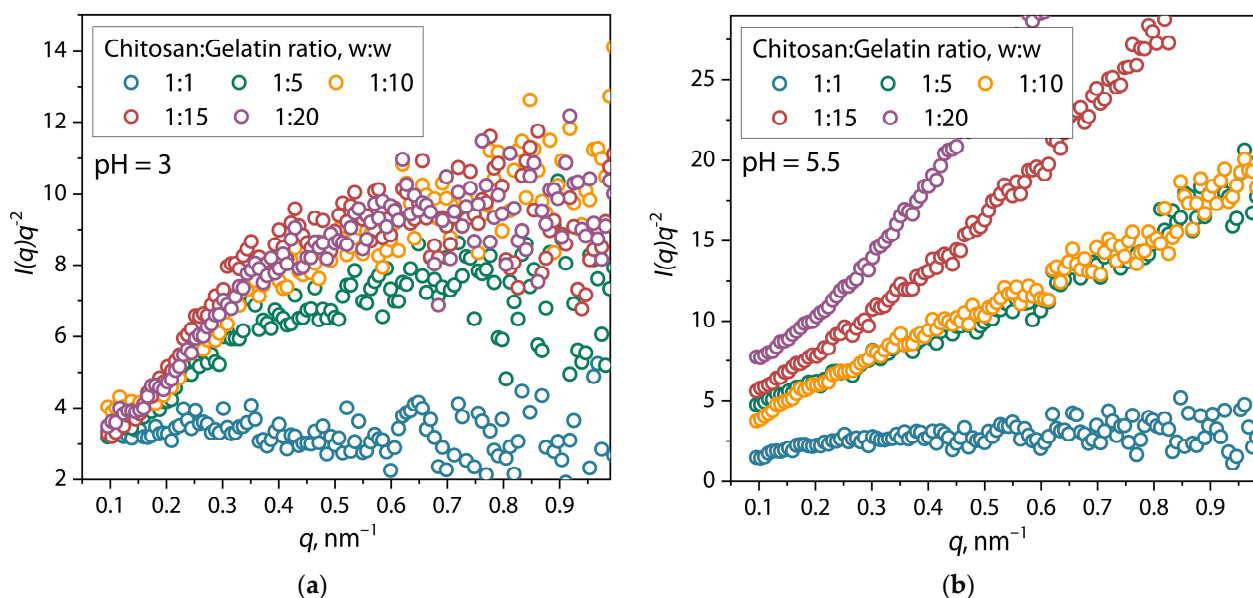 Chitosan:Gelatin ratio, w:w
1:1 1:5 1:10
1:15 1:20
pH = 3
I(q)q⁻²
14
12
10
8
6
4
2
0.1 0.2 0.3 0.4 0.5 0.6 0.7 0.8 0.9
q, nm⁻¹
(a)
Chitosan:Gelatin ratio, w:w
1:1 1:5 1:10
1:15 1:20
pH = 5.5
I(q)q⁻²
25
20
15
10
5
0
0.1 0.2 0.3 0.4 0.5 0.6 0.7 0.8 0.9
q, nm⁻¹
(b)